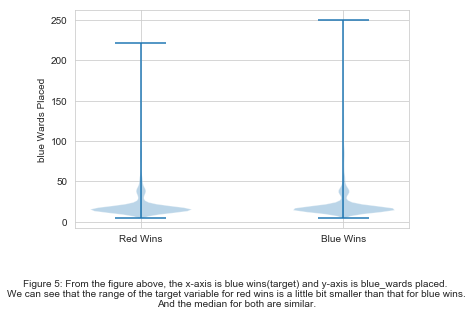 250
200
150
100
50
0
blue Wards Placed
Red Wins
Blue Wins
Figure 5: From the figure above, the x-axis is blue wins(target) and y-axis is blue_wards placed.
We can see that the range of the target variable for red wins is a little bit smaller than that for blue wins.
And the median for both are similar.